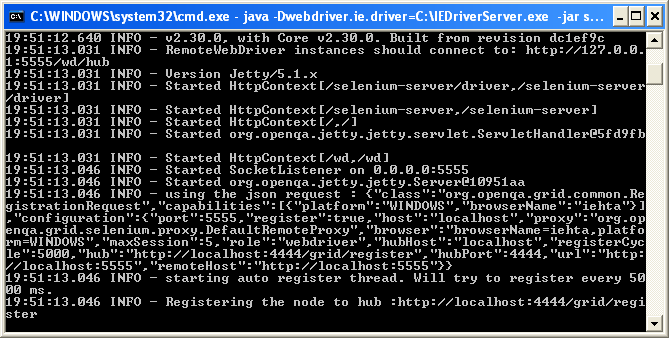 C:\WINDOWS\system32\cmd.exe - java -Dwebdriver.ie.driver=C:\IEDriverServer.exe -jar s...
19:51:12.640 INFO - v2.30.0, with Core v2.30.0. Built from revision dc1ef9c
19:51:13.031 INFO - RemoteWebDriver instances should connect to: http://127.0.0.
1:5555/wd/hub
19:51:13.031 INFO - Version Jetty/5.1.x
19:51:13.031 INFO - Started HttpContext[/selenium-server/driver,/selenium-server
/driver]
19:51:13.031 INFO - Started HttpContext[/selenium-server,/selenium-server]
19:51:13.031 INFO - Started HttpContext[/,/]
19:51:13.031 INFO - Started org.openqa.jetty.jetty.servlet.ServletHandler@5fd9fb
19:51:13.031 INFO - Started HttpContext[/wd,/wd]
19:51:13.046 INFO - Started SocketListener on 0.0.0.0:5555
19:51:13.046 INFO - Started org.openqa.jetty.jetty.Server@10951aa
19:51:13.046 INFO - using the json request : {"class":"org.openqa.grid.common.Re
gistrationRequest","capabilities":[{"platform":"WINDOWS","browserName":"iehta"}]
,"configuration":{"port":5555,"register":true,"host":"localhost","proxy":"org.op
enqa.grid.selenium.proxy.DefaultRemoteProxy","browser":"browserName=iehta,platfo
rm=WINDOWS","maxSession":5,"role":"webdriver","hubHost":"localhost","registerCyc
le":5000,"hub":"http://localhost:4444/grid/register","hubPort":4444,"url":"http:
//localhost:5555","remoteHost":"http://localhost:5555"}}
19:51:13.046 INFO - starting auto register thread. Will try to register every 50
00 ms.
19:51:13.046 INFO - Registering the node to hub :http://localhost:4444/grid/regi
ster